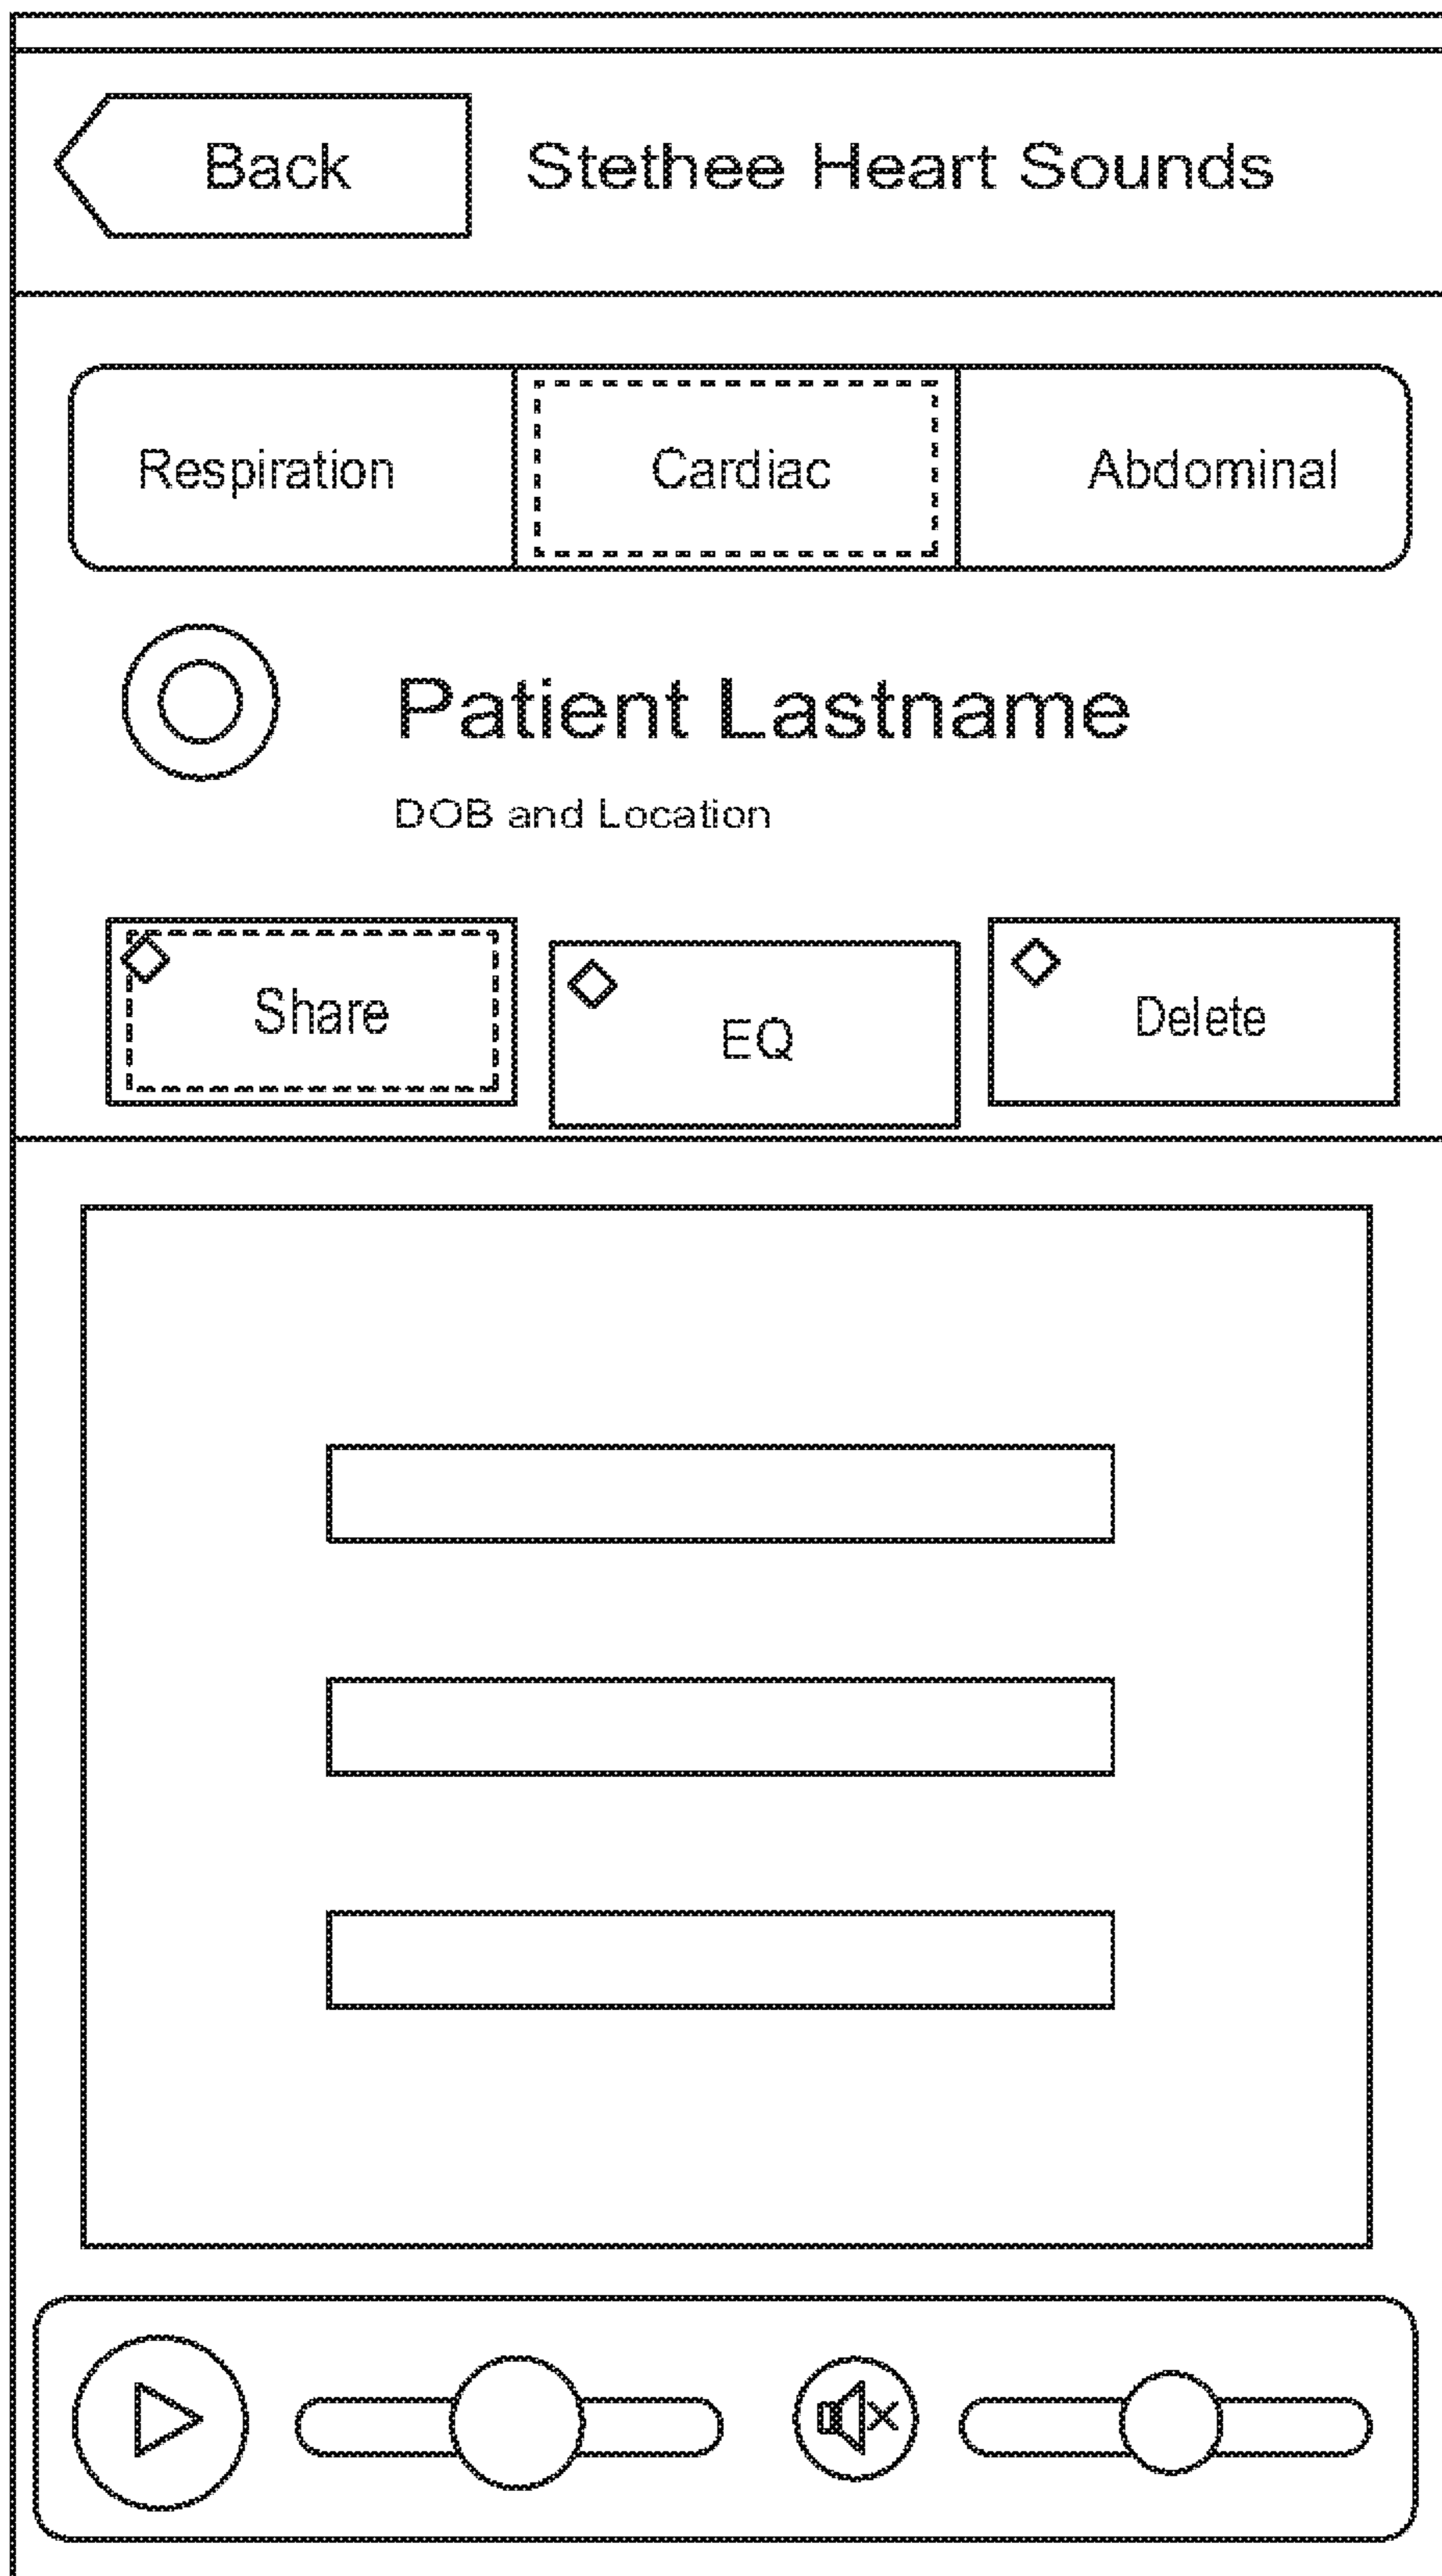 Back Stethee Heart Sounds
Respiration Cardiac Abdominal
Patient Lastname
DOB and Location
Share EQ Delete